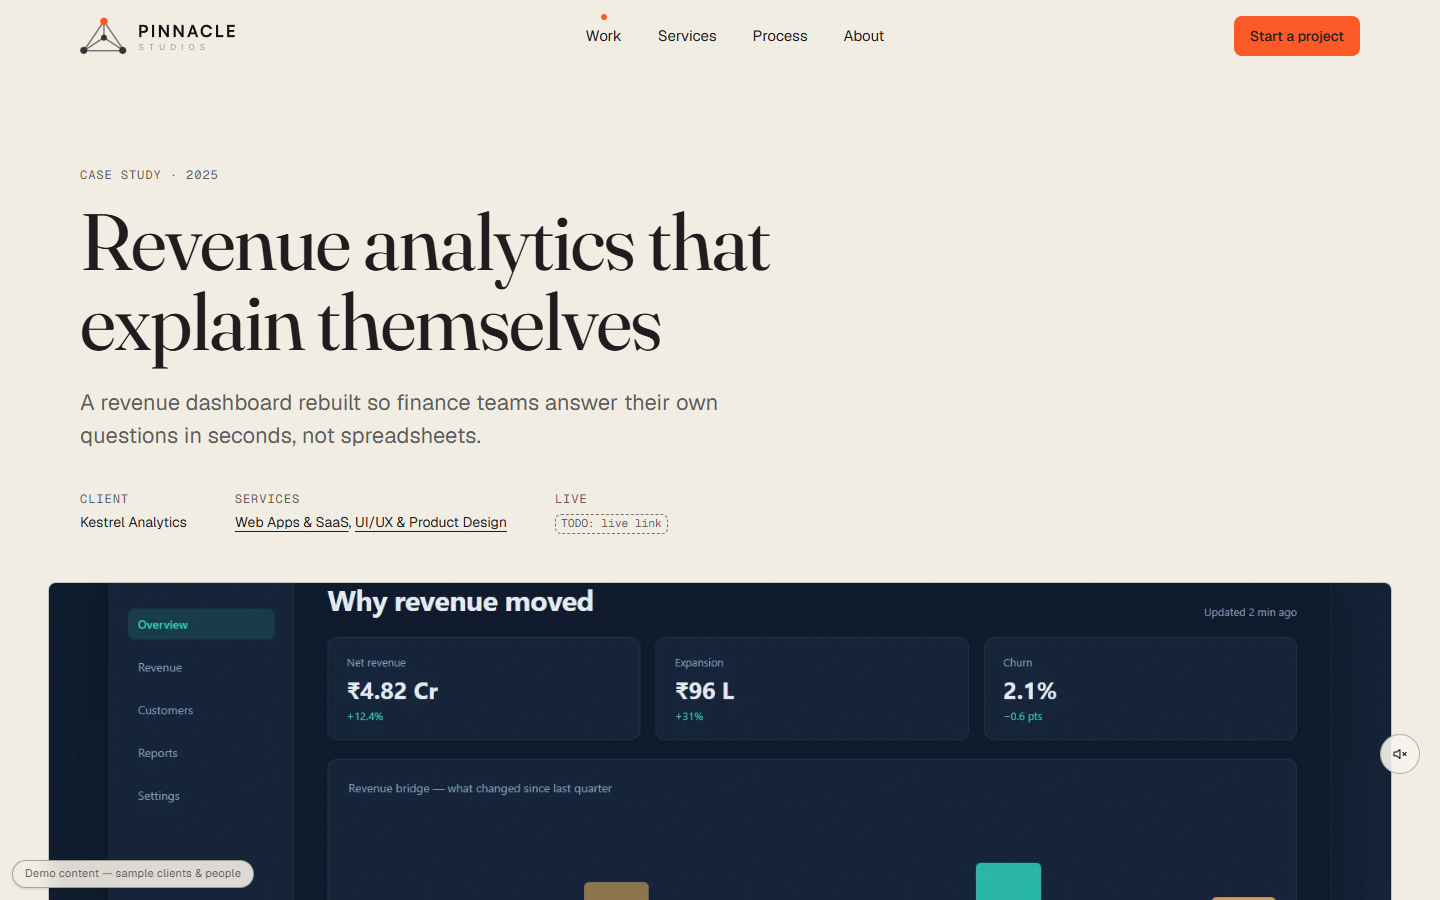 PINNACLE
STUDIOS
Work
Services
Process
About
Start a project
CASE STUDY · 2025
Revenue analytics that
explain themselves
A revenue dashboard rebuilt so finance teams answer their own
questions in seconds, not spreadsheets.
CLIENT
Kestrel Analytics
SERVICES
Web Apps & SaaS, UI/UX & Product Design
LIVE
TODO: live link
Overview
Revenue
Customers
Reports
Settings
Why revenue moved
Updated 2 min ago
Net revenue
₹4.82 Cr
+12.4%
Expansion
₹96 L
+31%
Churn
2.1%
−0.6 pts
Revenue bridge — what changed since last quarter
Demo content — sample clients & people